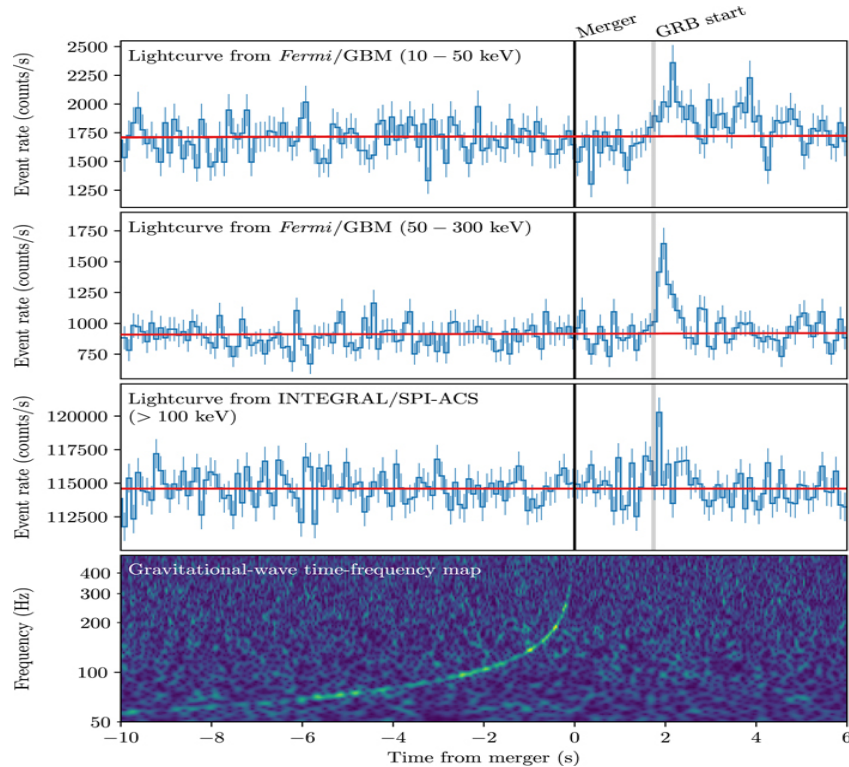 Merger
GRB start
Lightcurve from Fermi/GBM (10 − 50 keV)
Event rate (counts/s)
2500
2250
2000
1750
1500
1250
Lightcurve from Fermi/GBM (50 − 300 keV)
Event rate (counts/s)
1750
1500
1250
1000
750
Lightcurve from INTEGRAL/SPI-ACS
(> 100 keV)
Event rate (counts/s)
120000
117500
115000
112500
Gravitational-wave time-frequency map
Frequency (Hz)
400
300
200
100
50
−10 −8 −6 −4 −2 0 2 4 6
Time from merger (s)